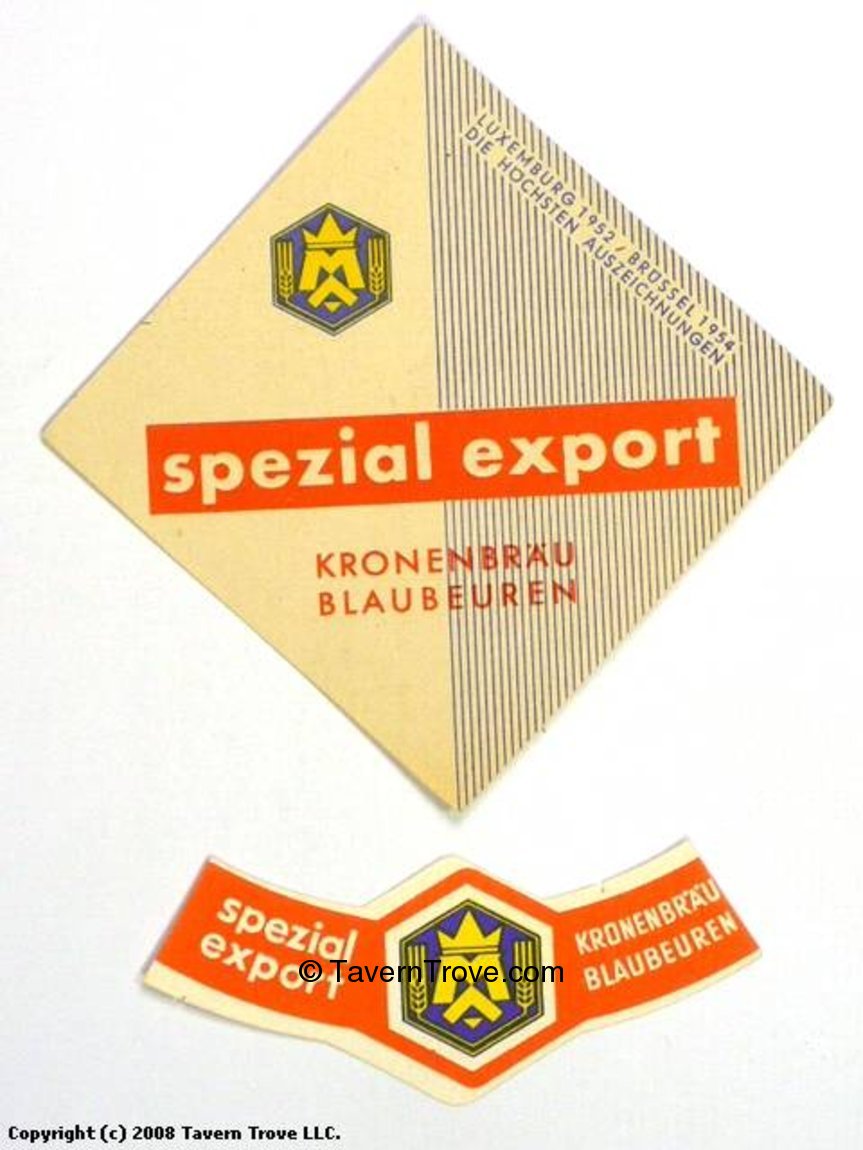 LUXEMBURG 1952 / BRÜSSEL 1954
DIE HÖCHSTEN AUSZEICHNUNGEN
spezial export
KRONENBRÄU
BLAUBEUREN
spezial
export
KRONENBRÄU
BLAUBEUREN
© TavernTrove.com
Copyright (c) 2008 Tavern Trove LLC.